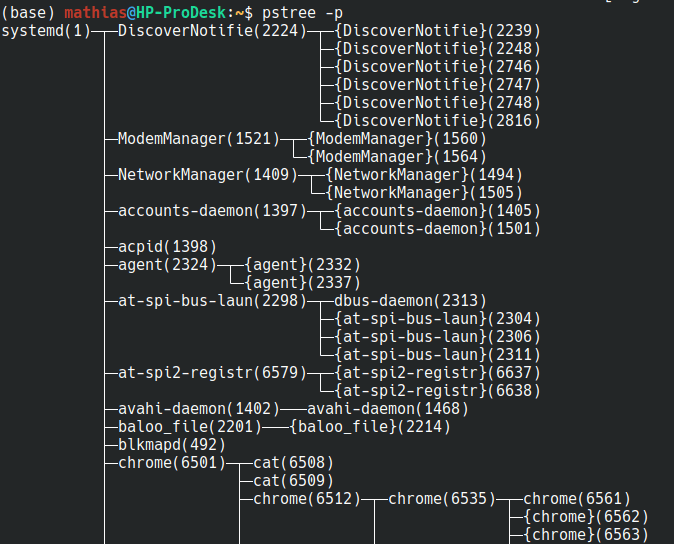 (base) mathias@HP-ProDesk:~$ pstree -p
systemd(1)─┬─DiscoverNotifie(2224)─┬─{DiscoverNotifie}(2239)
├─{DiscoverNotifie}(2248)
├─{DiscoverNotifie}(2746)
├─{DiscoverNotifie}(2747)
├─{DiscoverNotifie}(2748)
└─{DiscoverNotifie}(2816)
├─ModemManager(1521)─┬─{ModemManager}(1560)
└─{ModemManager}(1564)
├─NetworkManager(1409)─┬─{NetworkManager}(1494)
└─{NetworkManager}(1505)
├─accounts-daemon(1397)─┬─{accounts-daemon}(1405)
└─{accounts-daemon}(1501)
├─acpid(1398)
├─agent(2324)─┬─{agent}(2332)
└─{agent}(2337)
├─at-spi-bus-laun(2298)─┬─dbus-daemon(2313)
├─{at-spi-bus-laun}(2304)
├─{at-spi-bus-laun}(2306)
└─{at-spi-bus-laun}(2311)
├─at-spi2-registr(6579)─┬─{at-spi2-registr}(6637)
└─{at-spi2-registr}(6638)
├─avahi-daemon(1402)───avahi-daemon(1468)
├─baloo_file(2201)───{baloo_file}(2214)
├─blkmapd(492)
├─chrome(6501)─┬─cat(6508)
├─cat(6509)
├─chrome(6512)─┬─chrome(6535)─┬─chrome(6561)
├─{chrome}(6562)
├─{chrome}(6563)